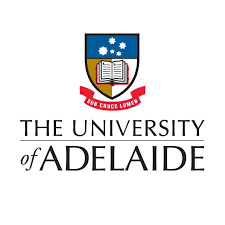 SUB CRUCE LUMEN
THE UNIVERSITY
of ADELAIDE